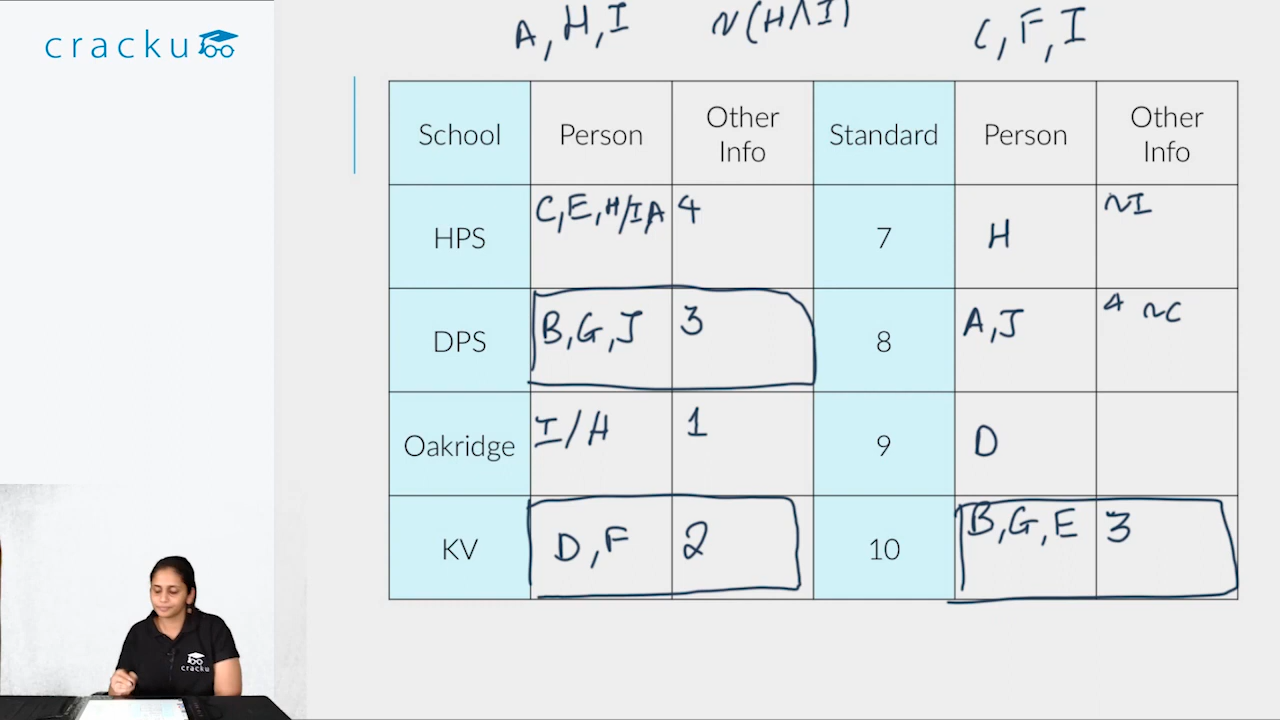 cracku
A, H, I ~(H∧I) C, F, I
School Person Other Info Standard Person Other Info
HPS C, E, H/I A 4 7 H ~I
DPS B, G, J 3 8 A, J 4 ~C
Oakridge I/H 1 9 D
KV D, F 2 10 B, G, E 3
cracku